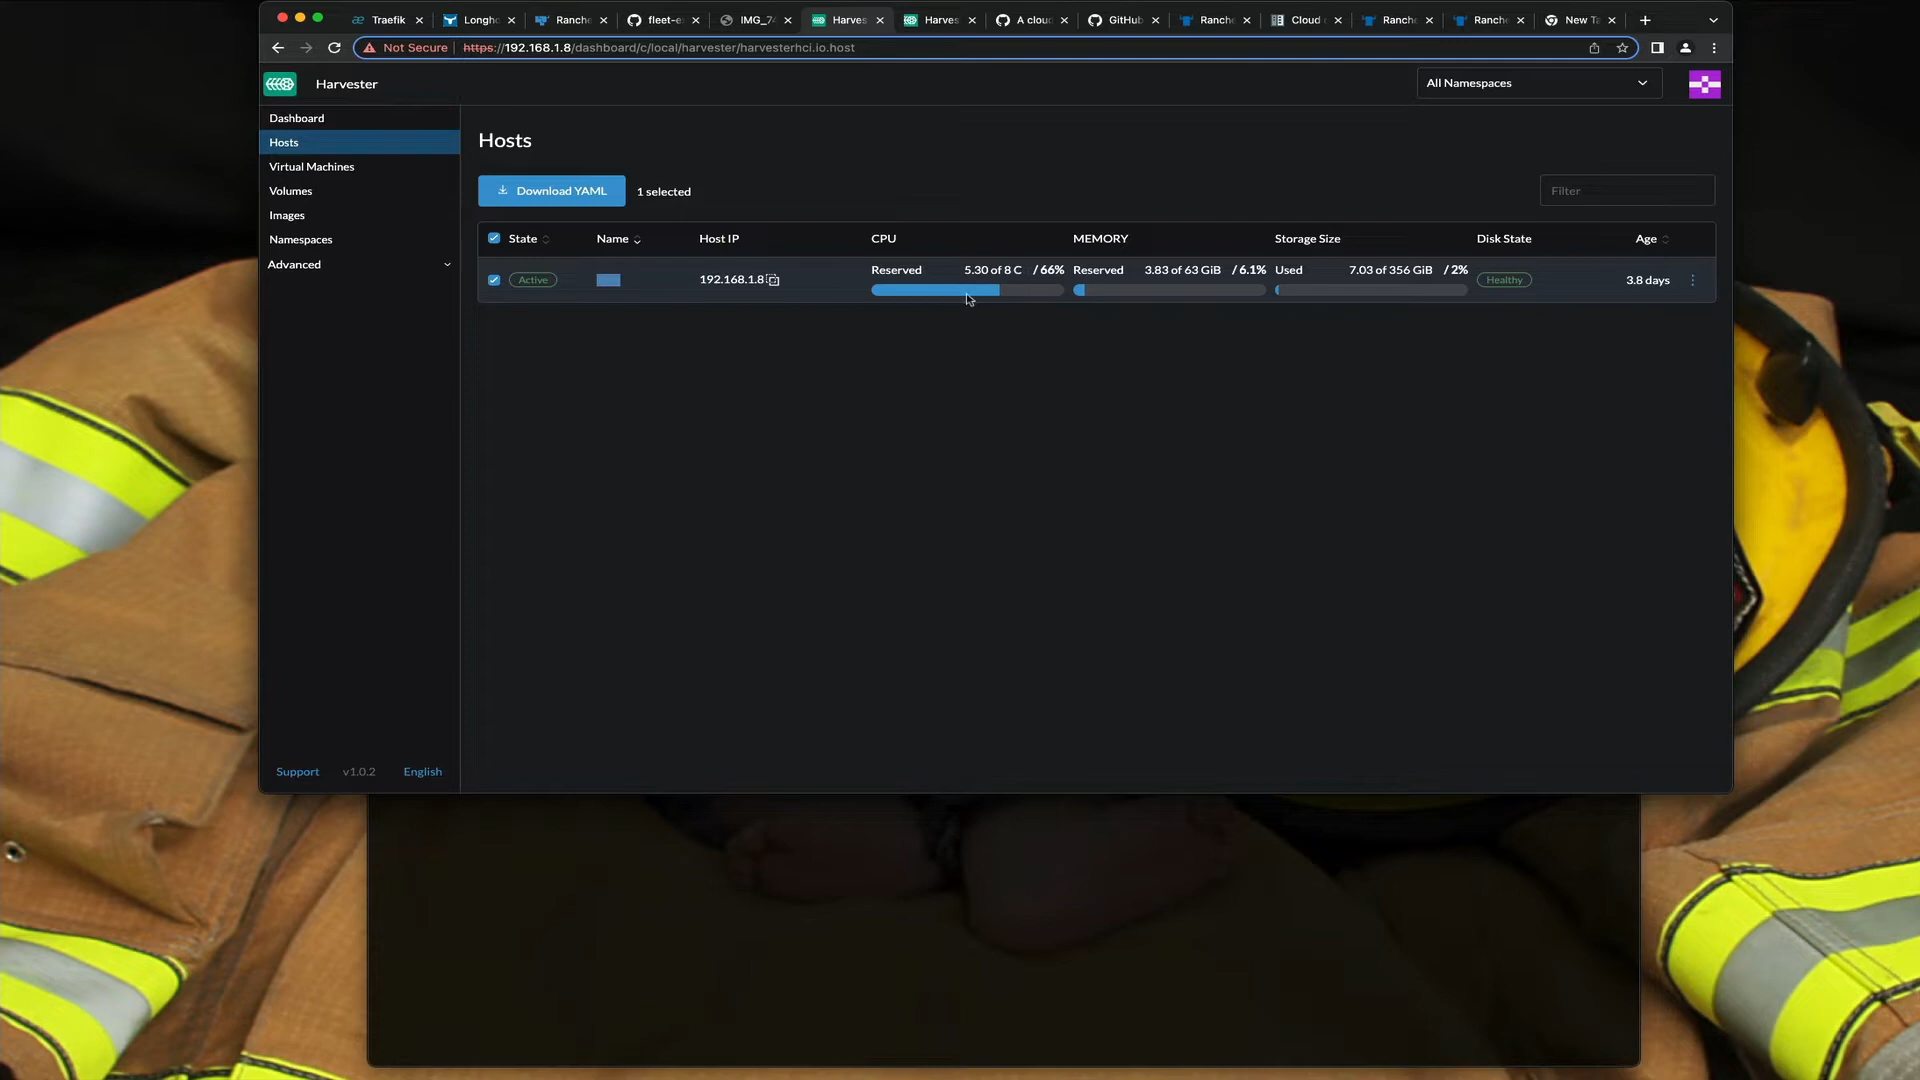 Traefik
Longho
Ranche
fleet-e
IMG_74
Harves
Harves
A cloud
GitHub
Ranche
Cloud
Ranche
Ranche
New Ta
Not Secure https://192.168.1.8/dashboard/c/local/harvester/harvesterhci.io.host
Harvester
All Namespaces
Dashboard
Hosts
Virtual Machines
Volumes
Images
Namespaces
Advanced
Support v1.0.2 English
Hosts
Download YAML 1 selected
Filter
State Name Host IP CPU MEMORY Storage Size Disk State Age
Active 192.168.1.8 Reserved 5.30 of 8 C / 66% Reserved 3.83 of 63 GiB / 6.1% Used 7.03 of 356 GiB / 2% Healthy 3.8 days